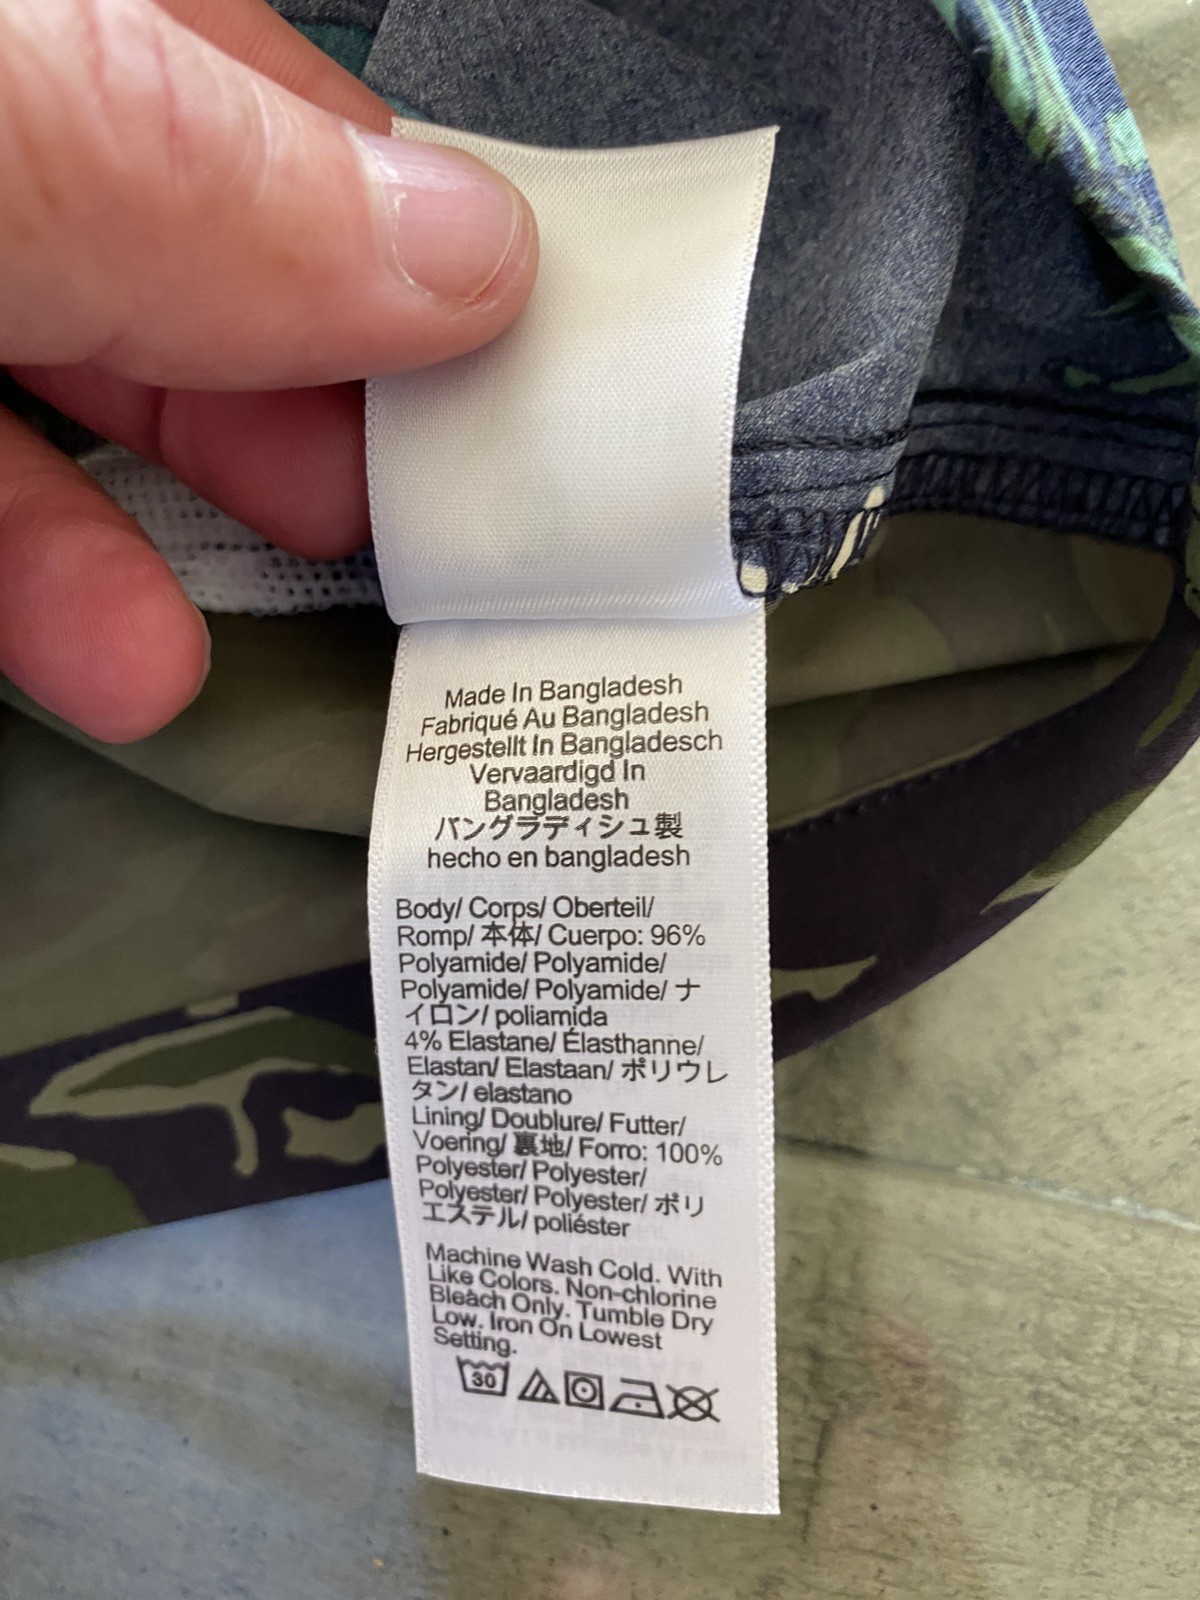 Made In Bangladesh
Fabriqué Au Bangladesh
Hergestellt In Bangladesch
Vervaardigd In
Bangladesh
バングラディシュ製
hecho en bangladesh
Body/ Corps/ Oberteil/
Romp/ 本体/ Cuerpo: 96%
Polyamide/ Polyamide/
Polyamide/ Polyamide/ ナ
イロン/ poliamida
4% Elastane/ Élasthanne/
Elastan/ Elastaan/ ポリウレ
タン/ elastano
Lining/ Doublure/ Futter/
Voering/ 裏地/ Forro: 100%
Polyester/ Polyester/
Polyester/ Polyester/ ポリ
エステル/ poliéster
Machine Wash Cold. With
Like Colors. Non-chlorine
Bleach Only. Tumble Dry
Low. Iron On Lowest
Setting.
30